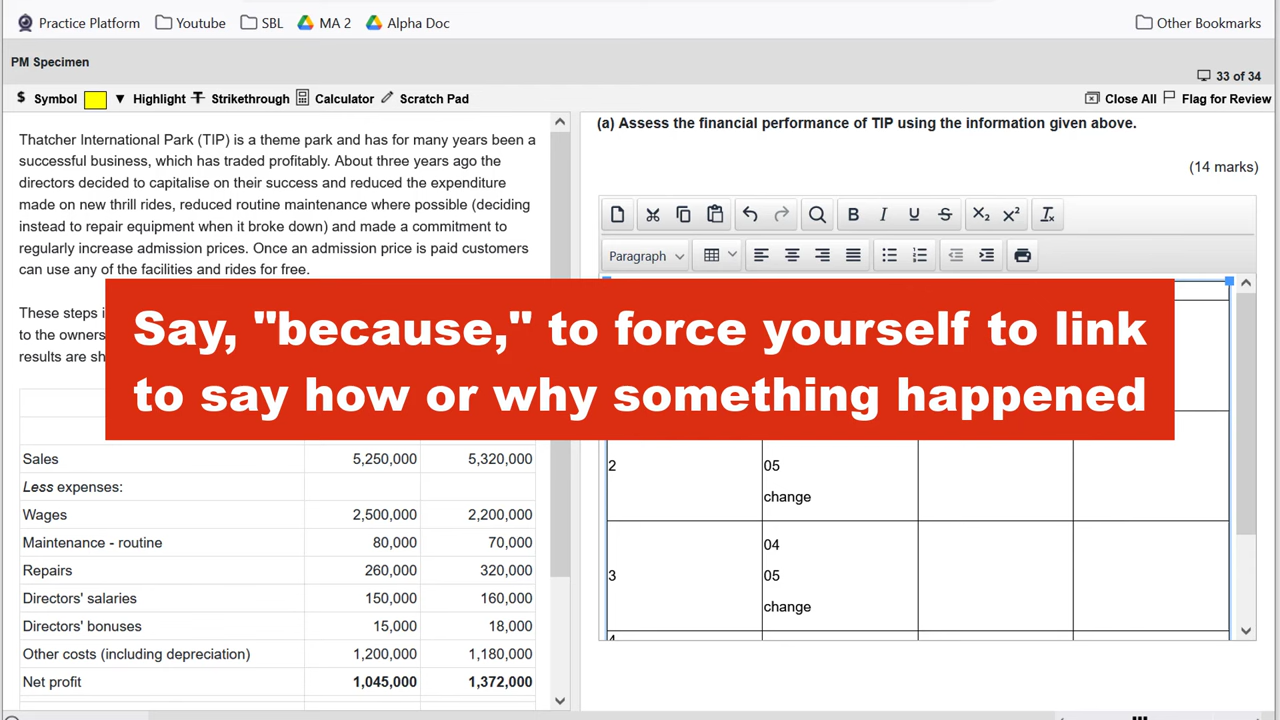 Practice Platform Youtube SBL MA 2 Alpha Doc Other Bookmarks
PM Specimen
33 of 34
$ Symbol Highlight Strikethrough Calculator Scratch Pad Close All Flag for Review
Thatcher International Park (TIP) is a theme park and has for many years been a
successful business, which has traded profitably. About three years ago the
directors decided to capitalise on their success and reduced the expenditure
made on new thrill rides, reduced routine maintenance where possible (deciding
instead to repair equipment when it broke down) and made a commitment to
regularly increase admission prices. Once an admission price is paid customers
can use any of the facilities and rides for free.
These steps i
to the owners
results are sh
Sales 5,250,000 5,320,000
Less expenses:
Wages 2,500,000 2,200,000
Maintenance - routine 80,000 70,000
Repairs 260,000 320,000
Directors' salaries 150,000 160,000
Directors' bonuses 15,000 18,000
Other costs (including depreciation) 1,200,000 1,180,000
Net profit 1,045,000 1,372,000
(a) Assess the financial performance of TIP using the information given above.
(14 marks)
B I U S X₂ X² Tx
Paragraph
Say, "because," to force yourself to link
to say how or why something happened
2
05
change
04
3
05
change